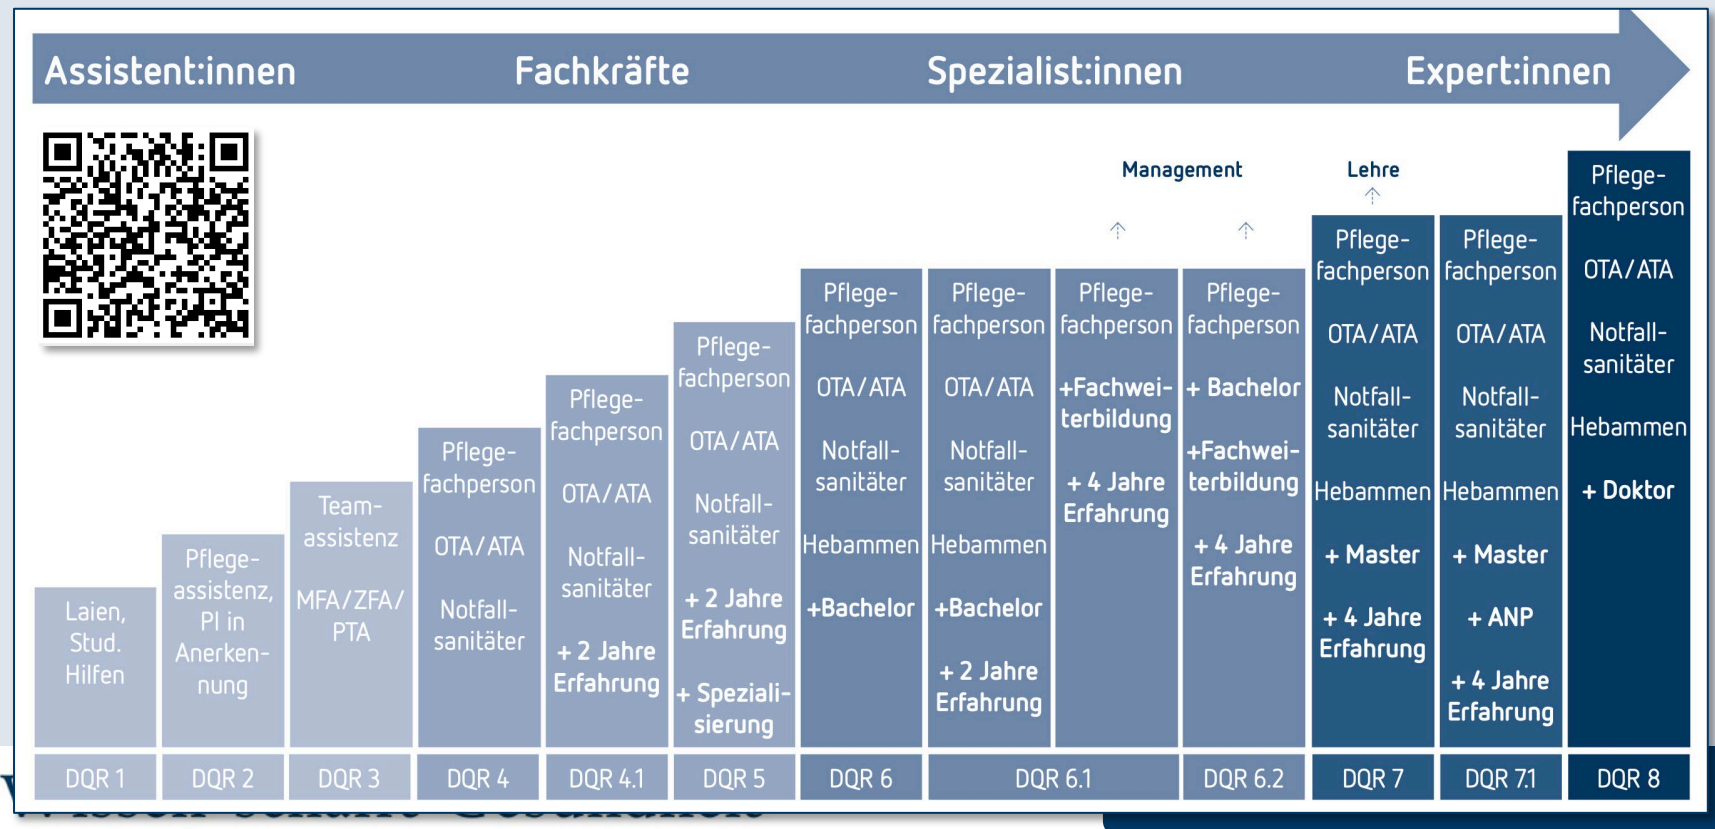 Assistent:innen
Fachkräfte
Spezialist:innen
Expert:innen
Management
Lehre
Laien,
Stud.
Hilfen
DQR 1
Pflege-
assistenz,
PI in
Anerken-
nung
DQR 2
Team-
assistenz
MFA/ZFA/
PTA
DQR 3
Pflege-
fachperson
OTA/ATA
Notfall-
sanitäter
DQR 4
Pflege-
fachperson
OTA/ATA
Notfall-
sanitäter
+ 2 Jahre
Erfahrung
DQR 4.1
Pflege-
fachperson
OTA/ATA
Notfall-
sanitäter
+ 2 Jahre
Erfahrung
+ Speziali-
sierung
DQR 5
Pflege-
fachperson
OTA/ATA
Notfall-
sanitäter
Hebammen
+Bachelor
DQR 6
Pflege-
fachperson
OTA/ATA
Notfall-
sanitäter
Hebammen
+Bachelor
+ 2 Jahre
Erfahrung
Pflege-
fachperson
+Fachwei-
terbildung
+ 4 Jahre
Erfahrung
DQR 6.1
Pflege-
fachperson
+ Bachelor
+Fachwei-
terbildung
+ 4 Jahre
Erfahrung
DQR 6.2
Pflege-
fachperson
OTA/ATA
Notfall-
sanitäter
Hebammen
+ Master
+ 4 Jahre
Erfahrung
DQR 7
Pflege-
fachperson
OTA/ATA
Notfall-
sanitäter
Hebammen
+ Master
+ ANP
+ 4 Jahre
Erfahrung
DQR 7.1
Pflege-
fachperson
OTA/ATA
Notfall-
sanitäter
Hebammen
+ Doktor
DQR 8